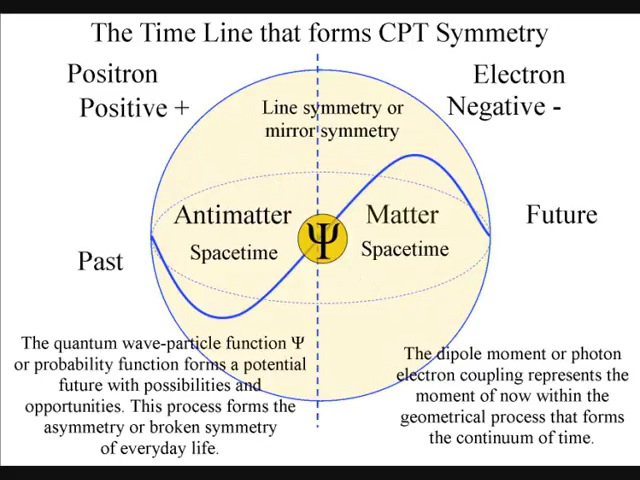 The Time Line that forms CPT Symmetry
Positron
Positive +
Electron
Negative -
Line symmetry or
mirror symmetry
Antimatter
Spacetime
Ψ
Matter
Spacetime
Past
Future
The quantum wave-particle function Ψ
or probability function forms a potential
future with possibilities and
opportunities. This process forms the
asymmetry or broken symmetry
of everyday life.
The dipole moment or photon
electron coupling represents the
moment of now within the
geometrical process that forms
the continuum of time.